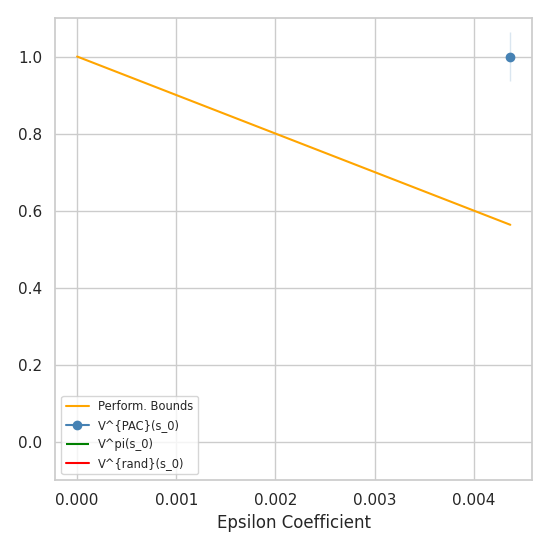 1.0
0.8
0.6
0.4
0.2
0.0
Perform. Bounds
V^{PAC}(s_0)
V^pi(s_0)
V^{rand}(s_0)
0.000 0.001 0.002 0.003 0.004
Epsilon Coefficient